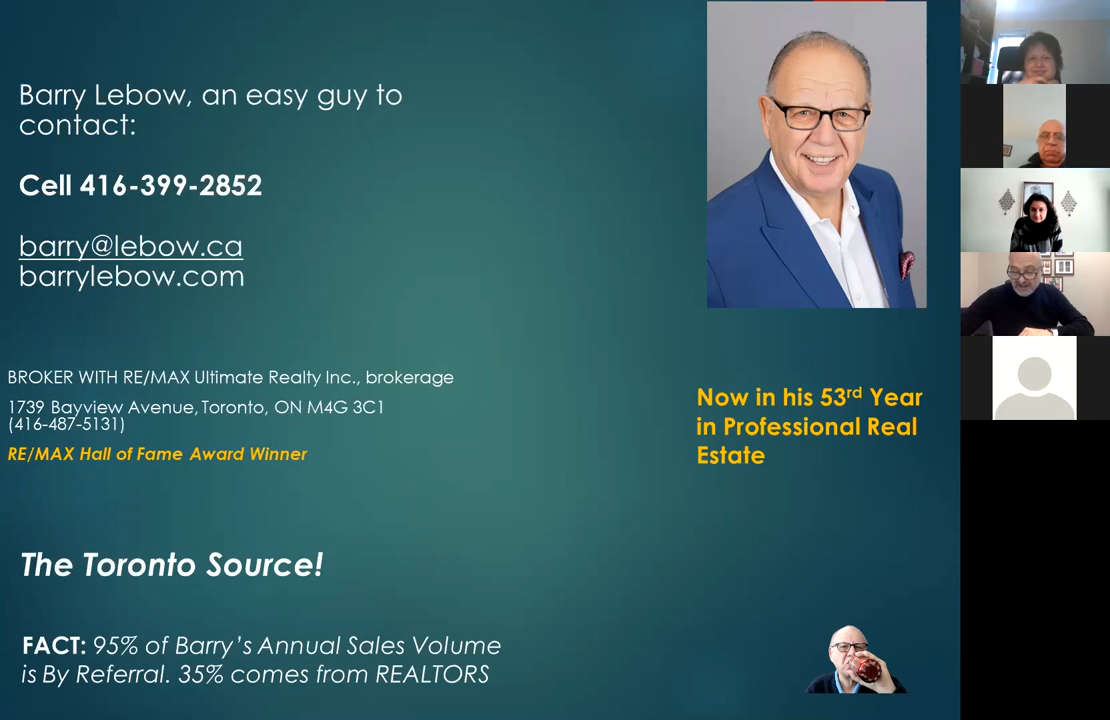 Barry Lebow, an easy guy to
contact:
Cell 416-399-2852
barry@lebow.ca
barrylebow.com
BROKER WITH RE/MAX Ultimate Realty Inc., brokerage
1739 Bayview Avenue, Toronto, ON M4G 3C1
(416-487-5131)
RE/MAX Hall of Fame Award Winner
Now in his 53rd Year
in Professional Real
Estate
The Toronto Source!
FACT: 95% of Barry's Annual Sales Volume
is By Referral. 35% comes from REALTORS